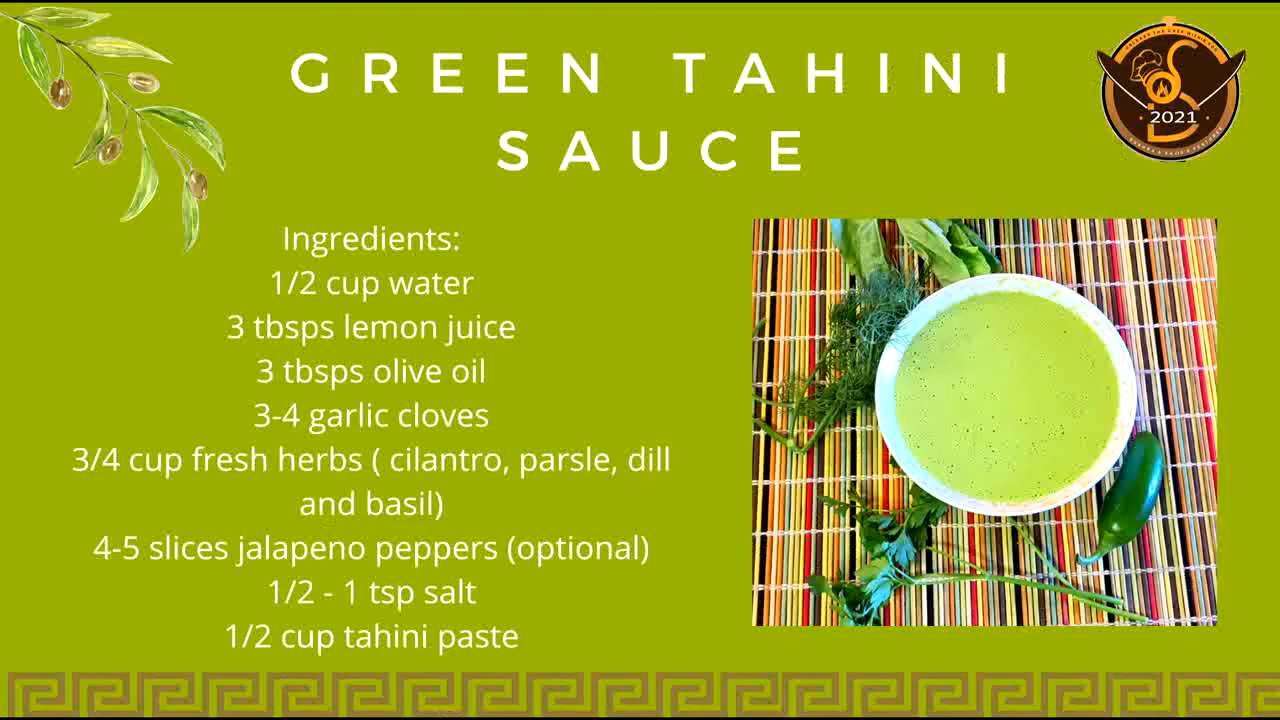 GREEN TAHINI
SAUCE
2021
Ingredients:
1/2 cup water
3 tbsps lemon juice
3 tbsps olive oil
3-4 garlic cloves
3/4 cup fresh herbs ( cilantro, parsle, dill
and basil)
4-5 slices jalapeno peppers (optional)
1/2 - 1 tsp salt
1/2 cup tahini paste